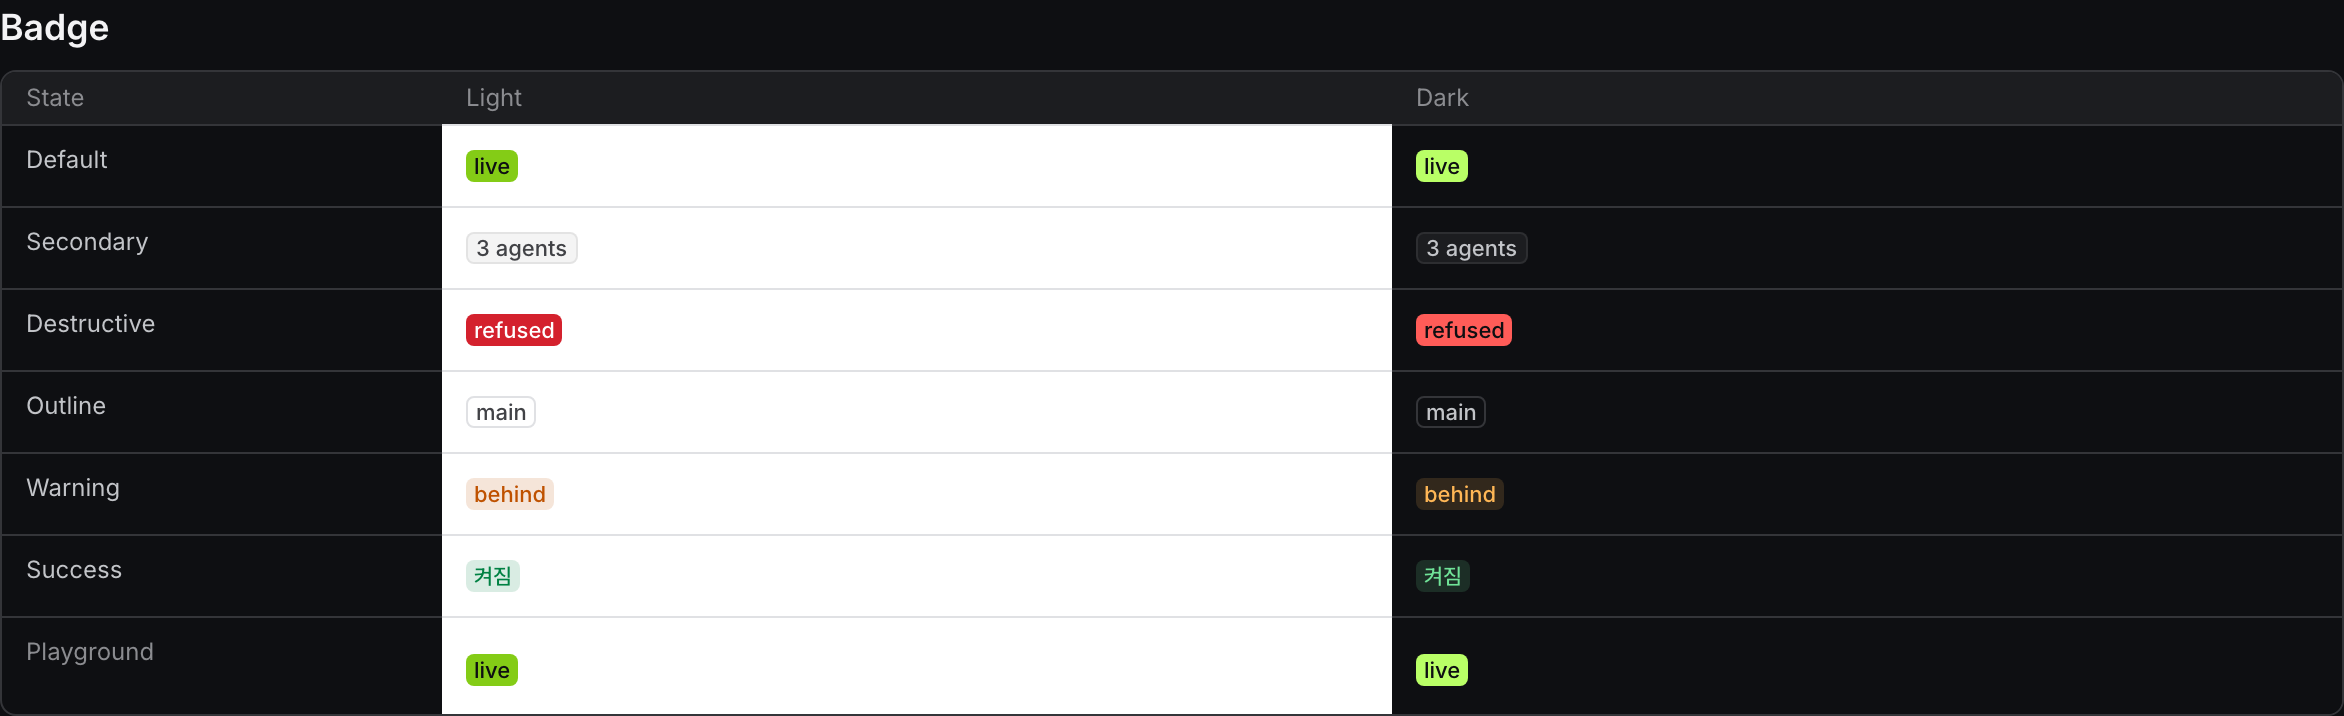 Badge
State Light Dark
Default live live
Secondary 3 agents 3 agents
Destructive refused refused
Outline main main
Warning behind behind
Success 켜짐 켜짐
Playground live live